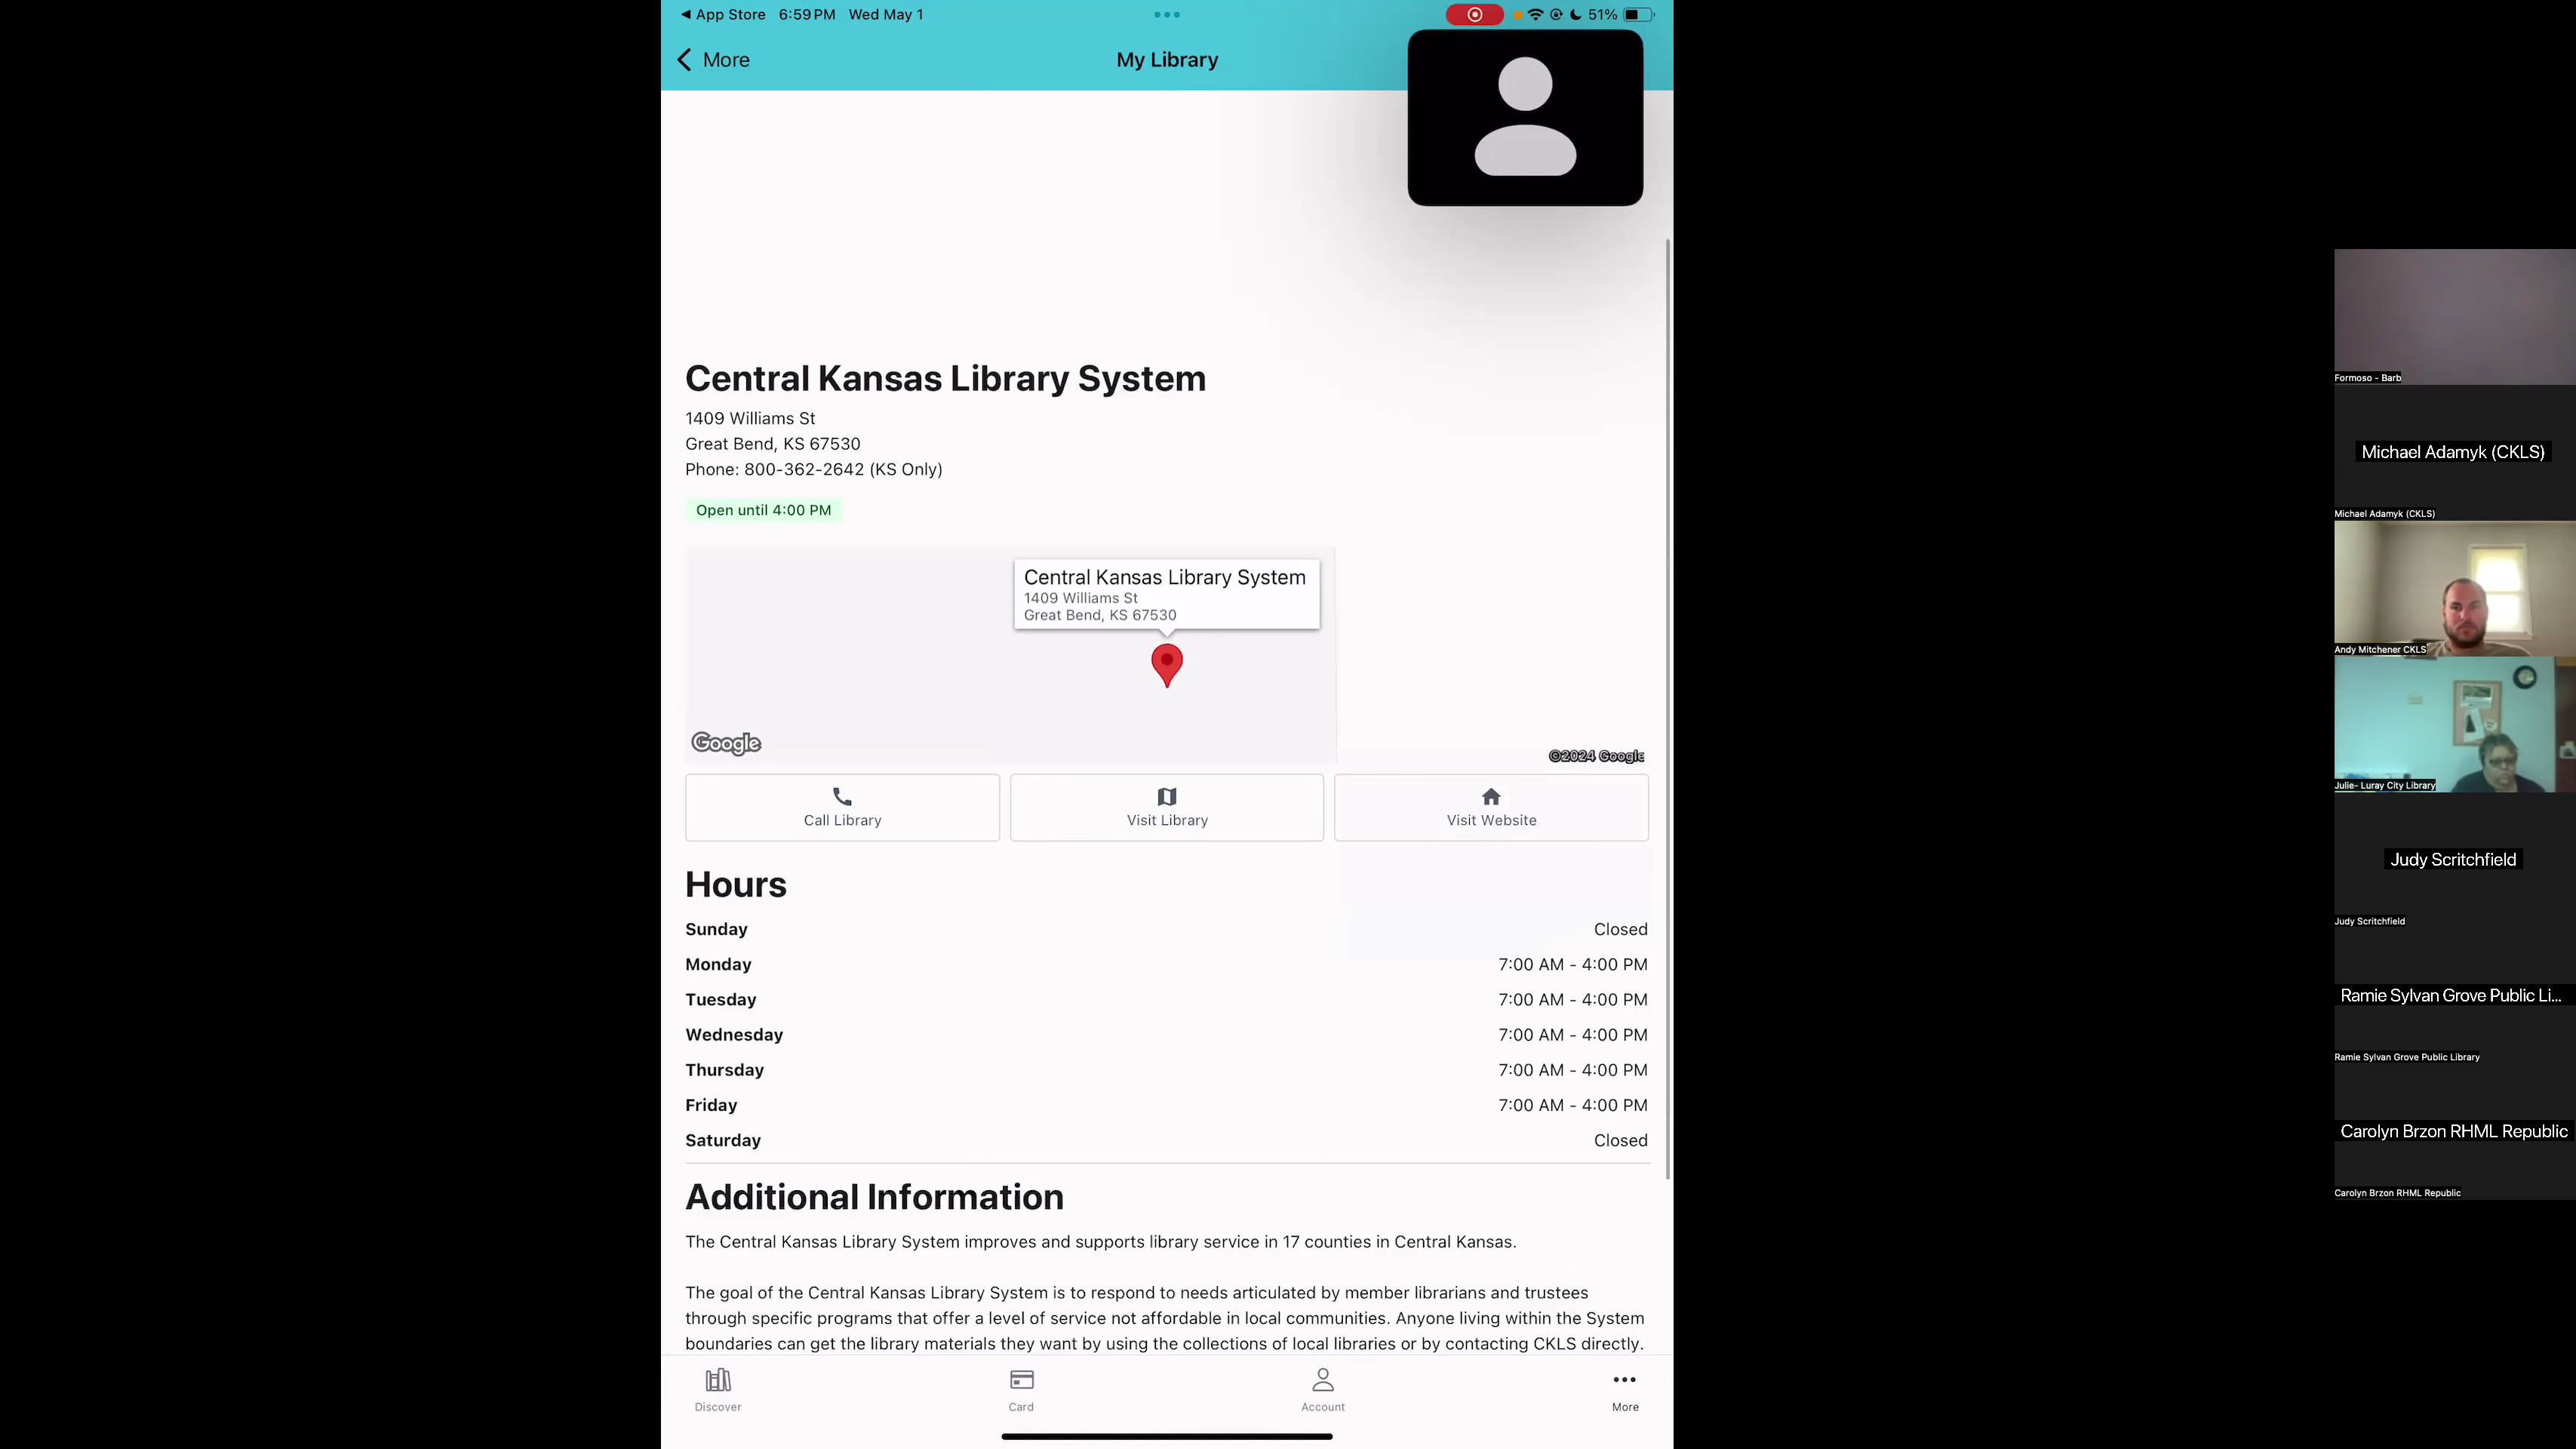 App Store 6:59 PM Wed May 1
51%
More
My Library
Central Kansas Library System
1409 Williams St
Great Bend, KS 67530
Phone: 800-362-2642 (KS Only)
Open until 4:00 PM
Central Kansas Library System
1409 Williams St
Great Bend, KS 67530
Google
©2024 Google
Call Library
Visit Library
Visit Website
Hours
Sunday Closed
Monday 7:00 AM - 4:00 PM
Tuesday 7:00 AM - 4:00 PM
Wednesday 7:00 AM - 4:00 PM
Thursday 7:00 AM - 4:00 PM
Friday 7:00 AM - 4:00 PM
Saturday Closed
Additional Information
The Central Kansas Library System improves and supports library service in 17 counties in Central Kansas.
The goal of the Central Kansas Library System is to respond to needs articulated by member librarians and trustees
through specific programs that offer a level of service not affordable in local communities. Anyone living within the System
boundaries can get the library materials they want by using the collections of local libraries or by contacting CKLS directly.
Discover
Card
Account
More
Formoso - Barb
Michael Adamyk (CKLS)
Michael Adamyk (CKLS)
Andy Mitchener CKLS
Julie- Luray City Library
Judy Scritchfield
Judy Scritchfield
Ramie Sylvan Grove Public Li...
Ramie Sylvan Grove Public Library
Carolyn Brzon RHML Republic
Carolyn Brzon RHML Republic